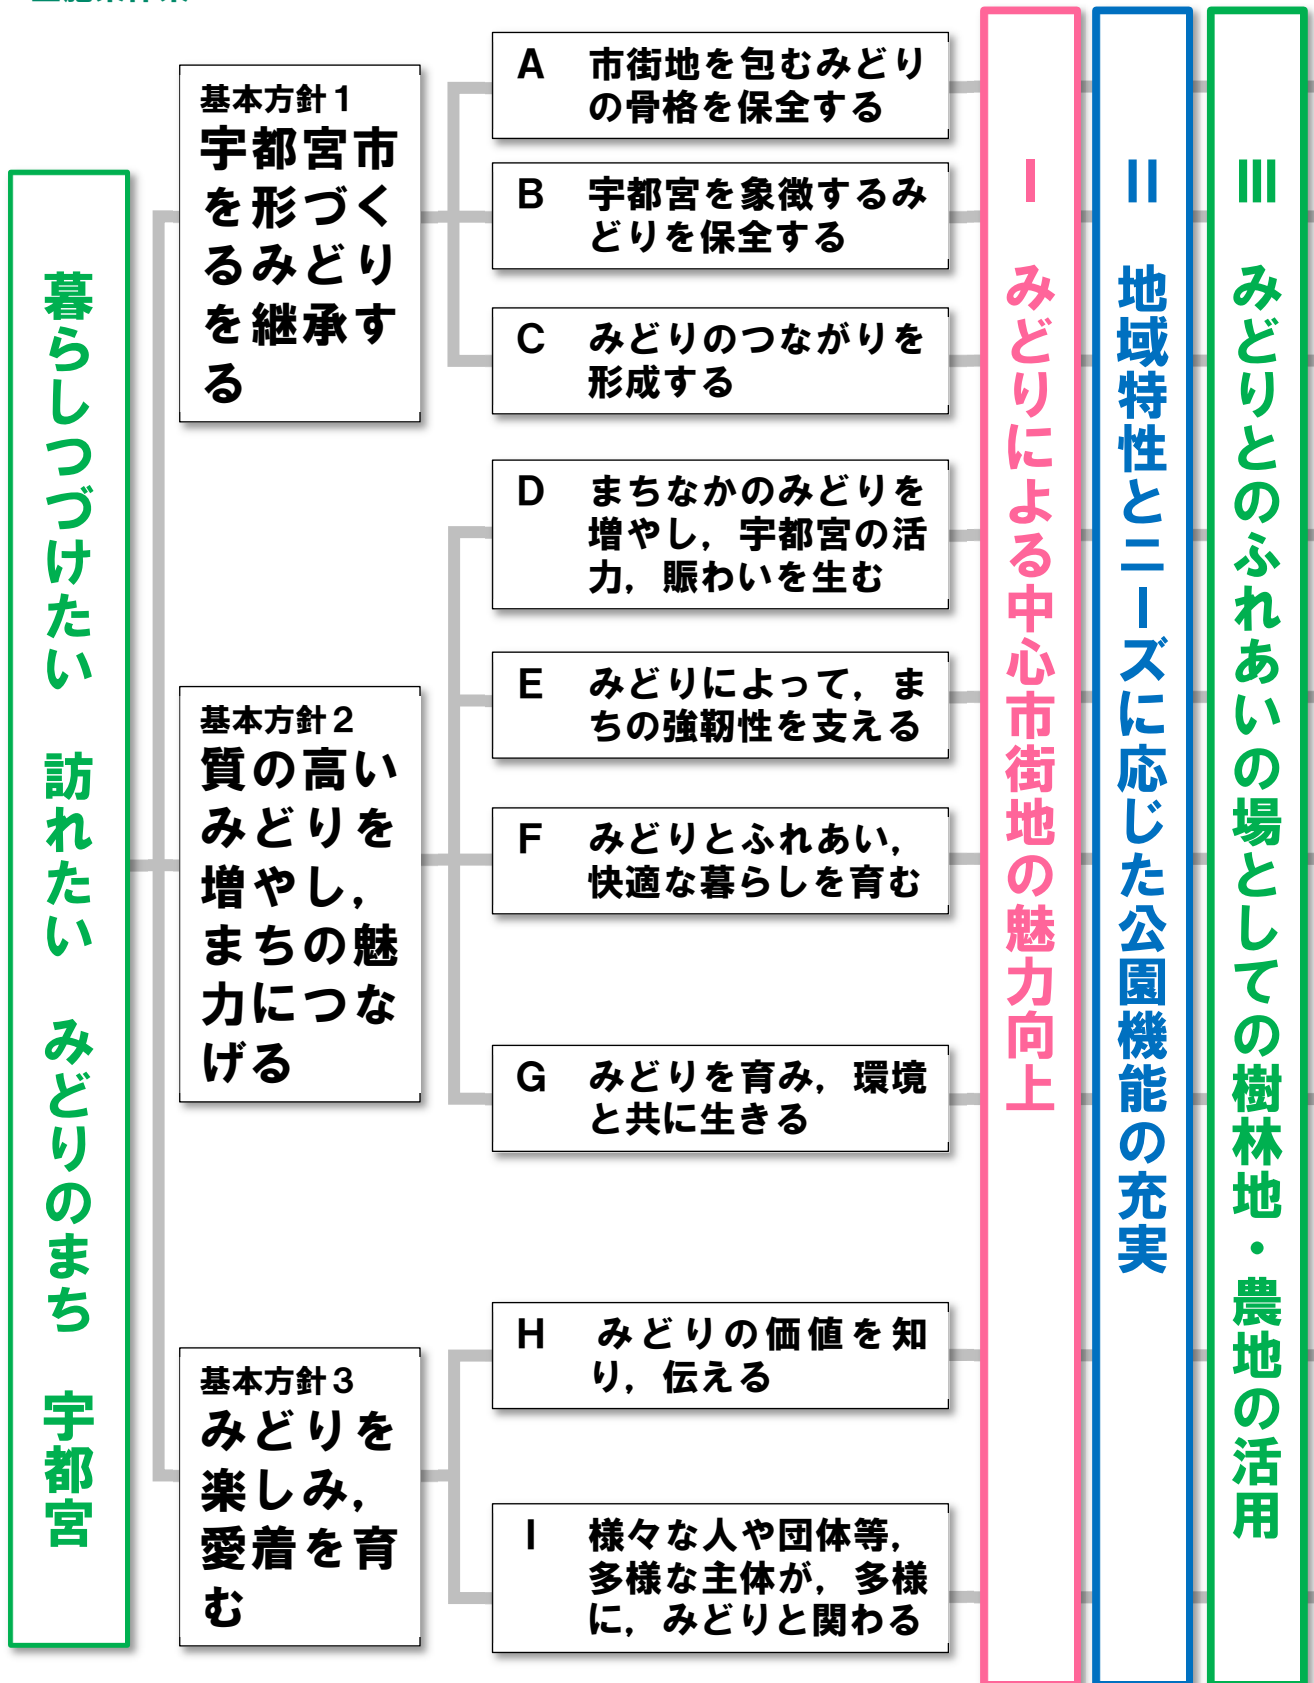 暮らしつづけたい　訪れたい　みどりのまち　宇都宮
基本方針１
宇都宮市
を形づく
るみどり
を継承す
る
A　市街地を包むみどり
の骨格を保全する
B　宇都宮を象徴するみ
どりを保全する
C　みどりのつながりを
形成する
基本方針２
質の高い
みどりを
増やし，
まちの魅
力につな
げる
D　まちなかのみどりを
増やし，宇都宮の活
力，賑わいを生む
E　みどりによって，ま
ちの強靭性を支える
F　みどりとふれあい，
快適な暮らしを育む
G　みどりを育み，環境
と共に生きる
基本方針３
みどりを
楽しみ，
愛着を育
む
H　みどりの価値を知
り，伝える
I　様々な人や団体等，
多様な主体が，多様
に，みどりと関わる
Ⅰ　みどりによる中心市街地の魅力向上
Ⅱ　地域特性とニーズに応じた公園機能の充実
Ⅲ　みどりとのふれあいの場としての樹林地・農地の活用